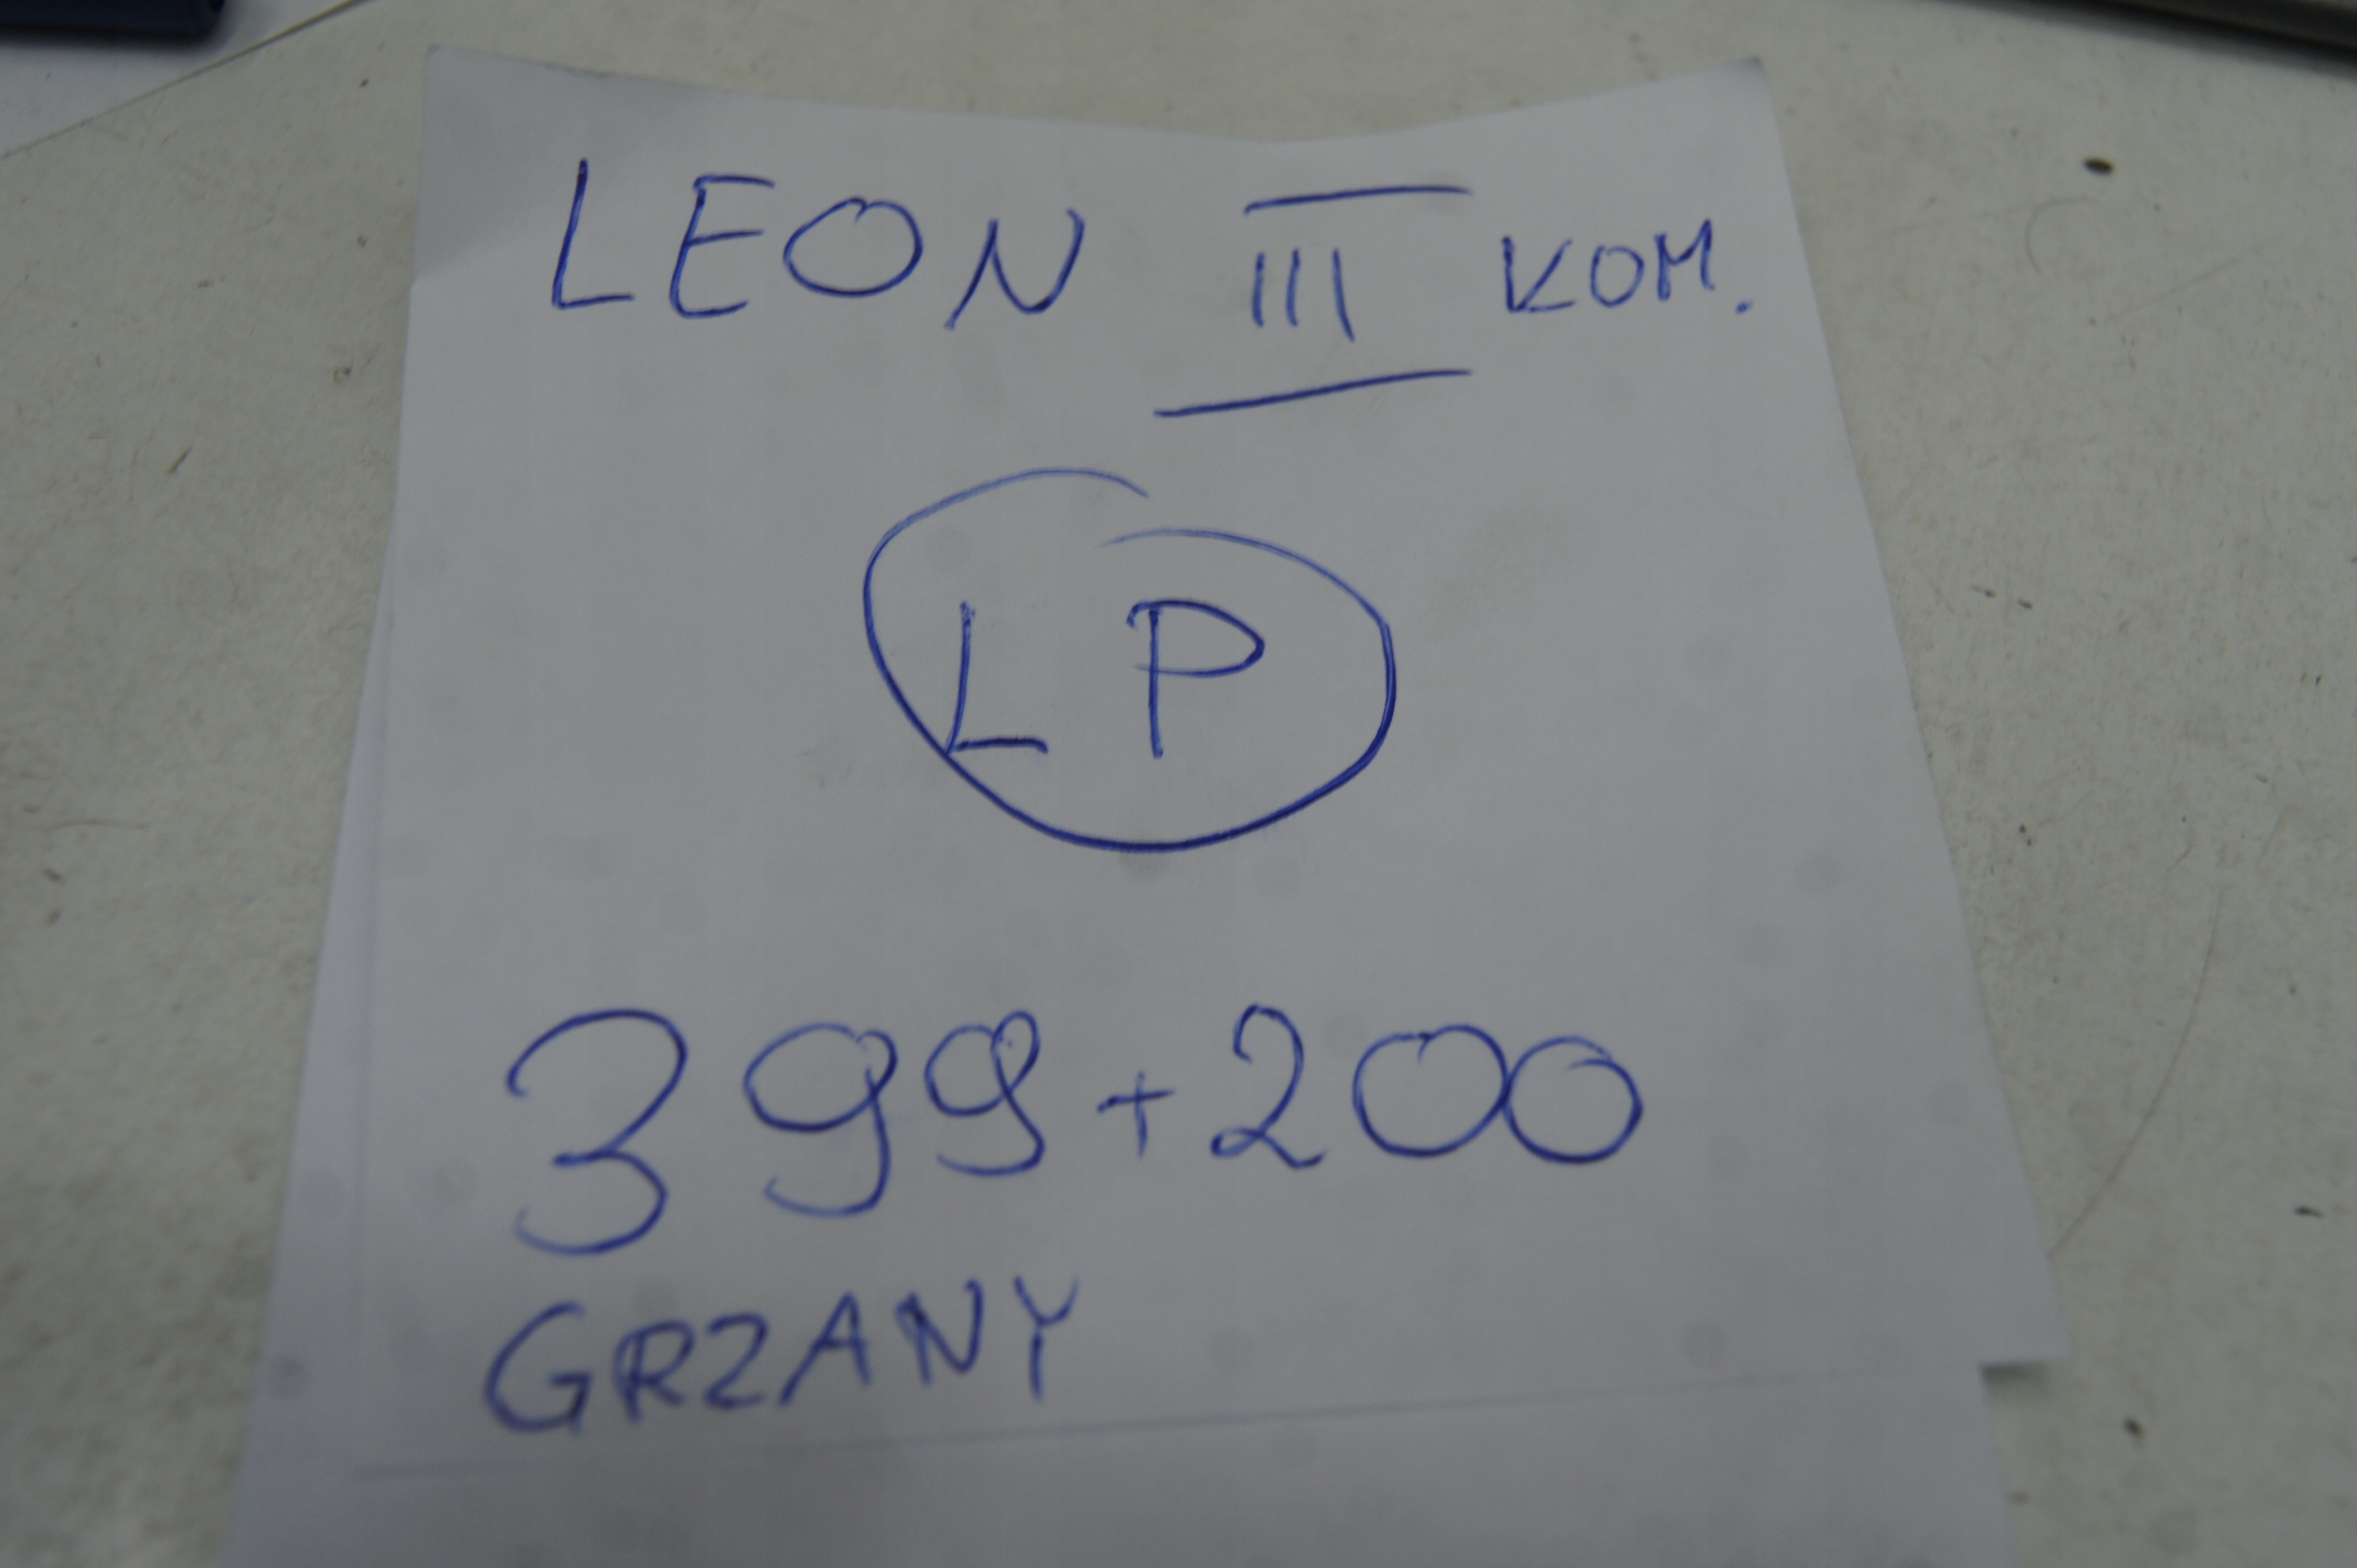 LEON III KOM.
LP
399+200
GRZANY